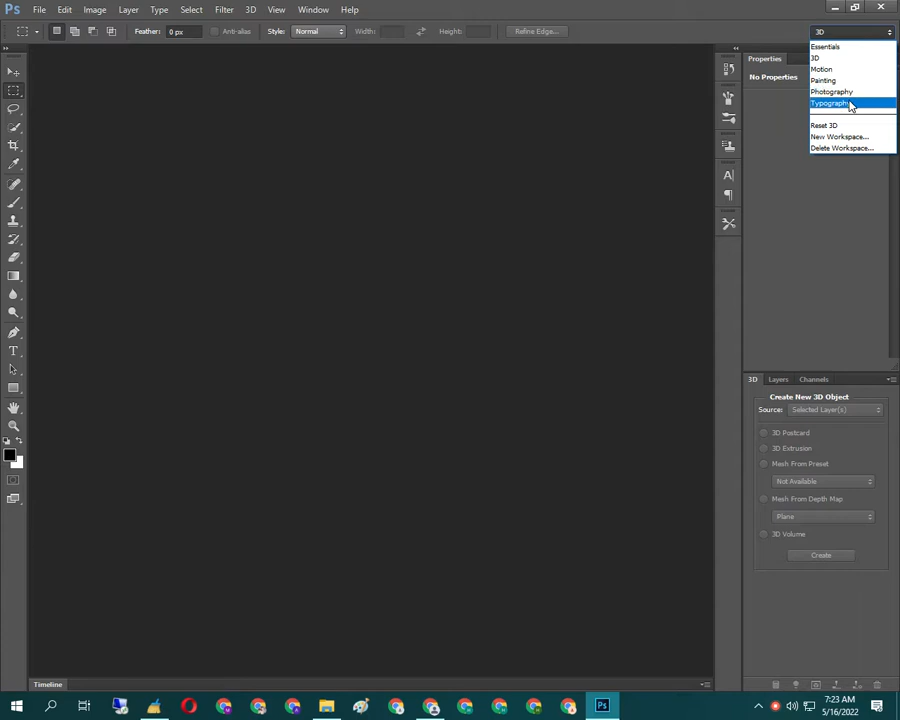 Ps File Edit Image Layer Type Select Filter 3D View Window Help
Feather: 0 px Anti-alias Style: Normal Width: Height: Refine Edge... 3D
Essentials
3D
Motion
Painting
Photography
Typography
Reset 3D
New Workspace...
Delete Workspace...
Properties
No Properties
3D Layers Channels
Create New 3D Object
Source: Selected Layer(s)
3D Postcard
3D Extrusion
Mesh From Preset
Not Available
Mesh From Depth Map
Plane
3D Volume
Create
Timeline
Ps
7:23 AM
5/16/2022